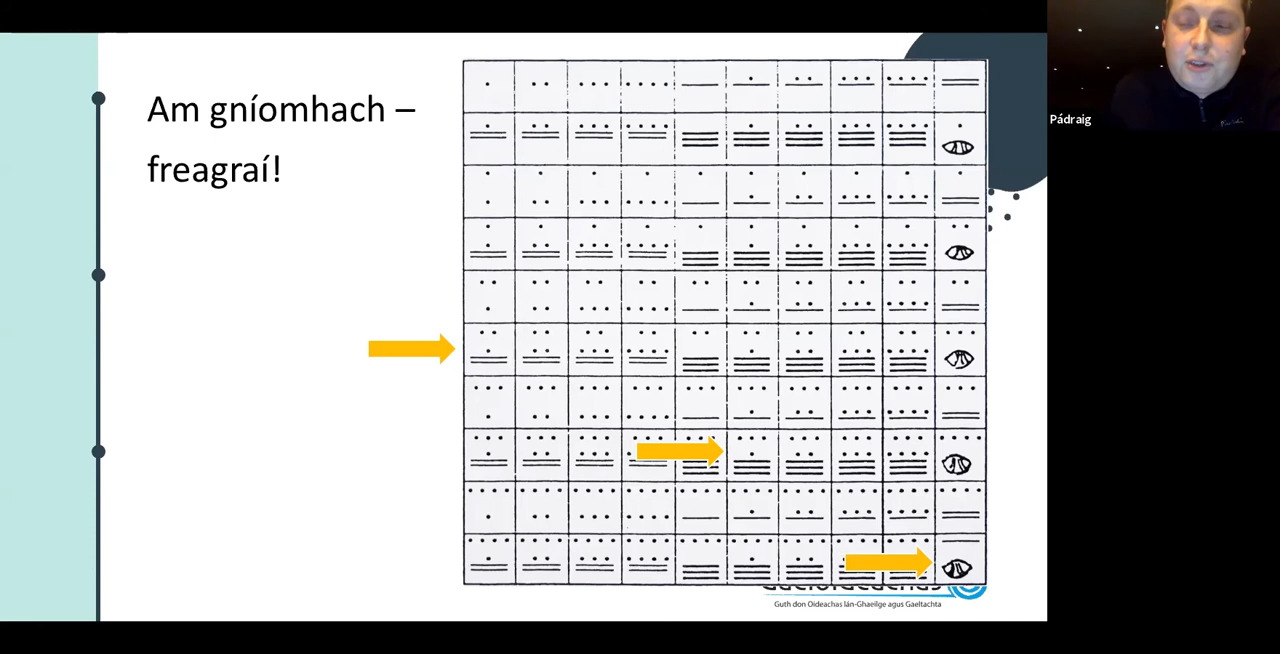 Am gníomhach –
freagraí!
Pádraig
Guth don Oideachas lán-Ghaeilge agus Gaeltachta